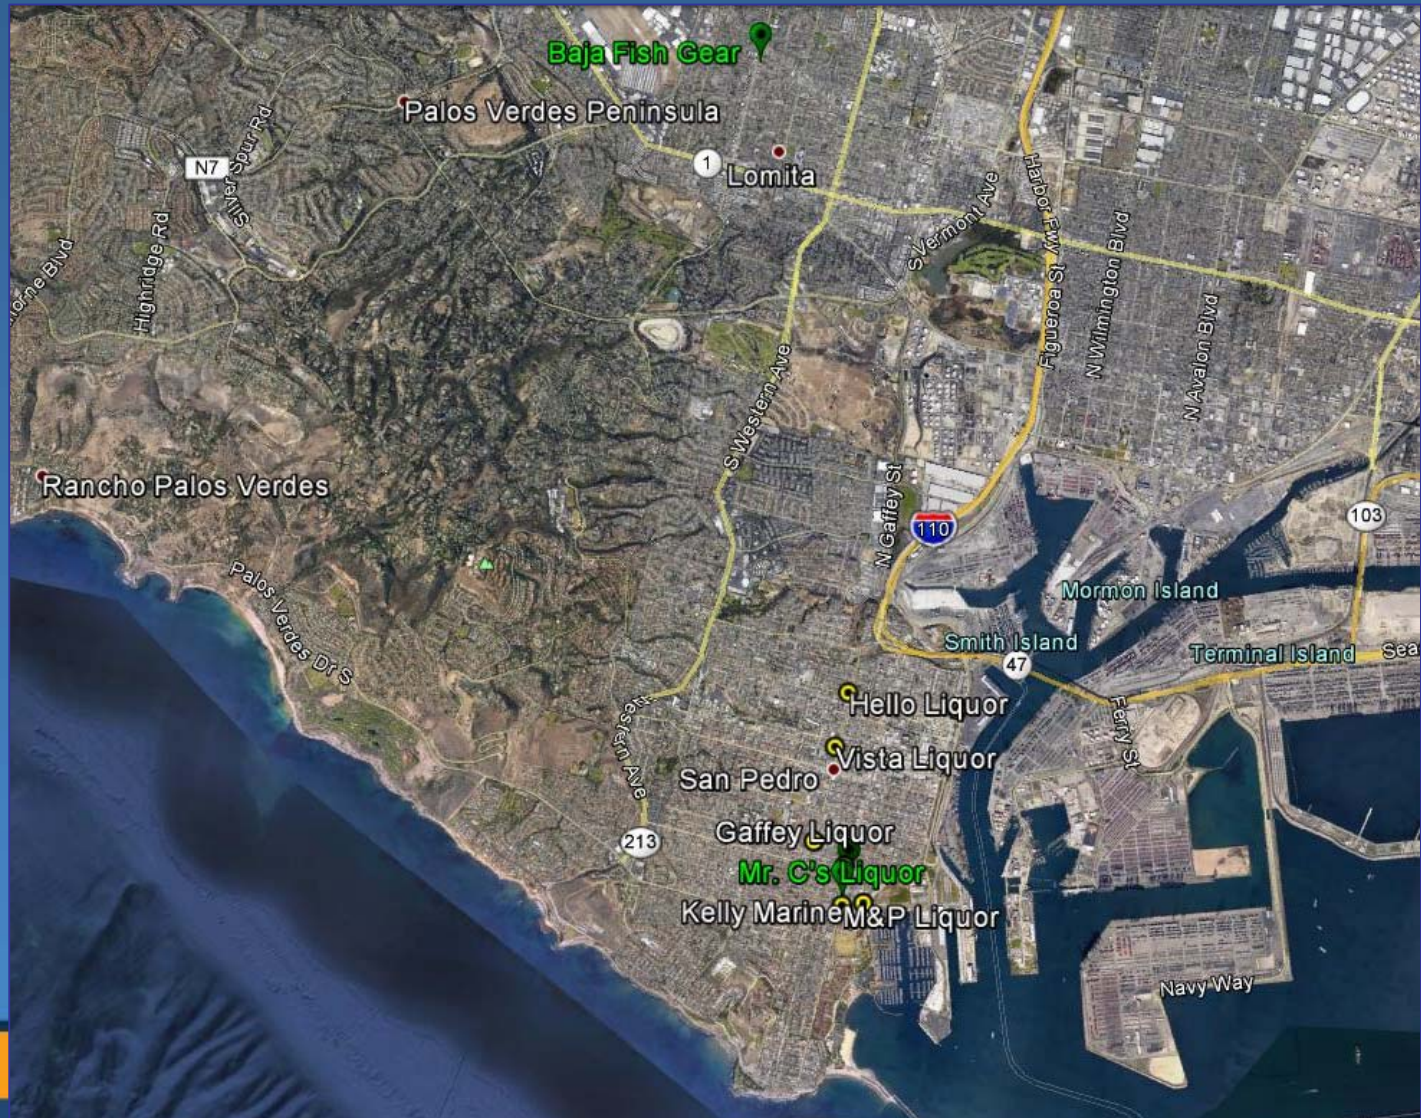 Baja Fish Gear
Palos Verdes Peninsula
1
Lomita
N7
Silver Spur Rd
Highridge Rd
orne Blvd
S Vermont Ave
Harbor Fwy
Figueroa St
N Wilmington Blvd
N Avalon Blvd
S Western Ave
Rancho Palos Verdes
N Gaffey St
110
103
Palos Verdes Dr S
Mormon Island
Smith Island
47
Terminal Island
Sea
Hello Liquor
Western Ave
Ferry St
Vista Liquor
San Pedro
Gaffey Liquor
213
Mr. C's Liquor
Kelly Marine
M&P Liquor
Navy Way